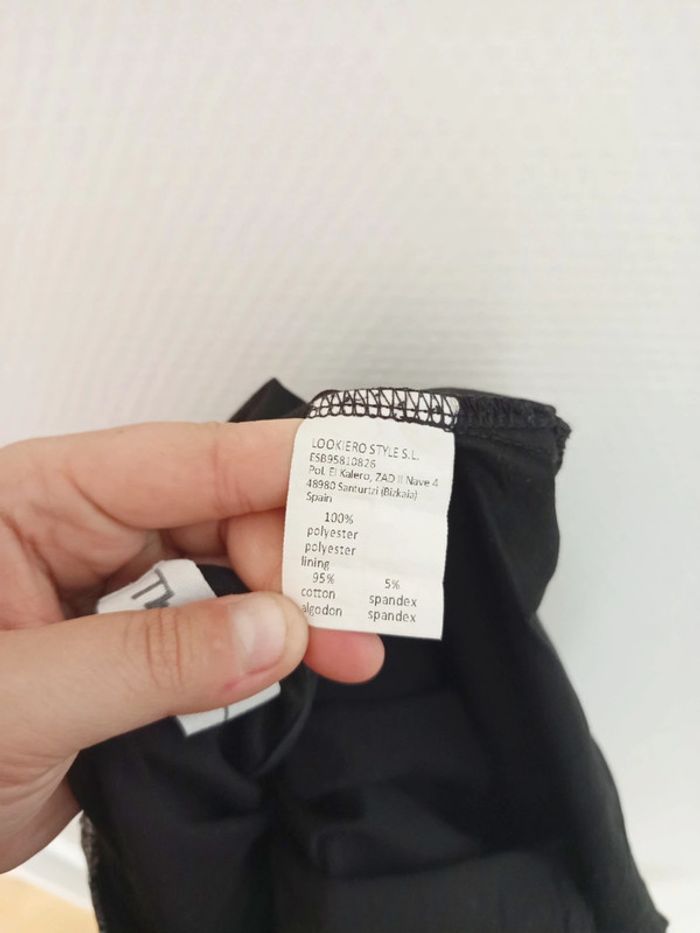 LOOKIERO STYLE S.L.
ESB95810826
Pol. El Kalero, ZAD II Nave 4
48980 Santurtzi (Bizkaia)
Spain
100%
polyester
polyester
lining
95% 5%
cotton spandex
algodon spandex